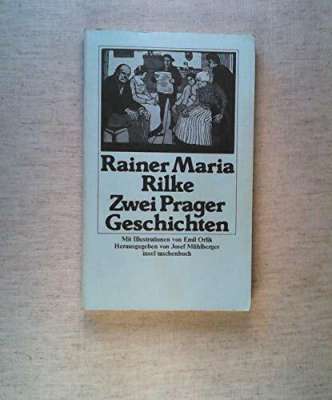 Rainer Maria
Rilke
Zwei Prager
Geschichten
Mit Illustrationen von Emil Orlik
Herausgegeben von Josef Mühlberger
insel taschenbuch